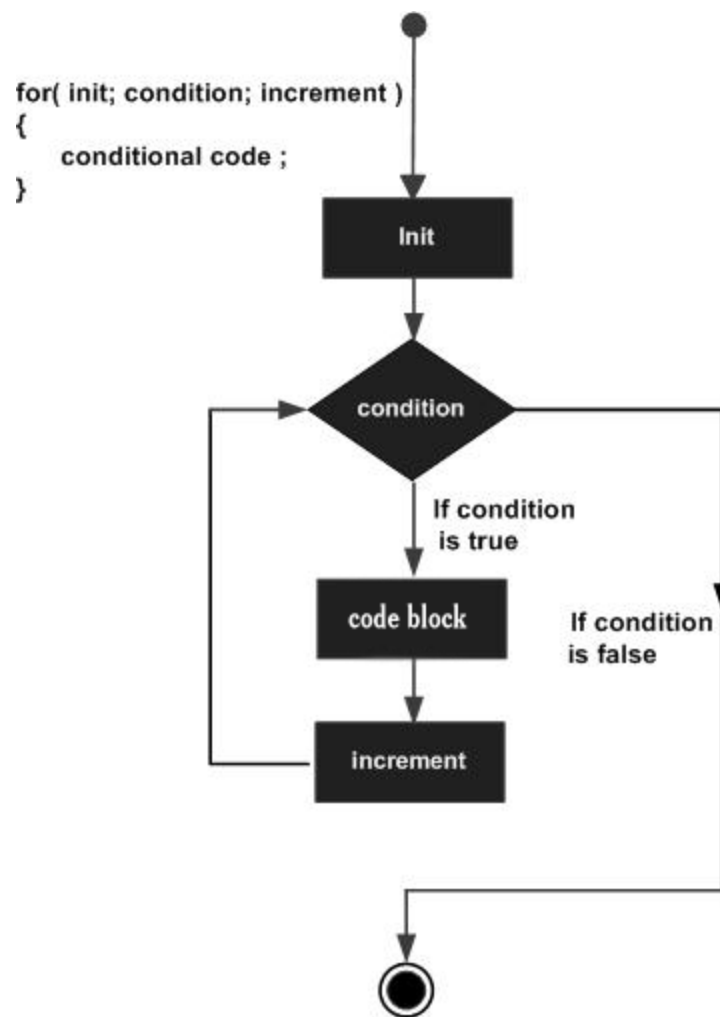 for( init; condition; increment )
{
conditional code ;
}
Init
condition
If condition
is true
code block
If condition
is false
increment